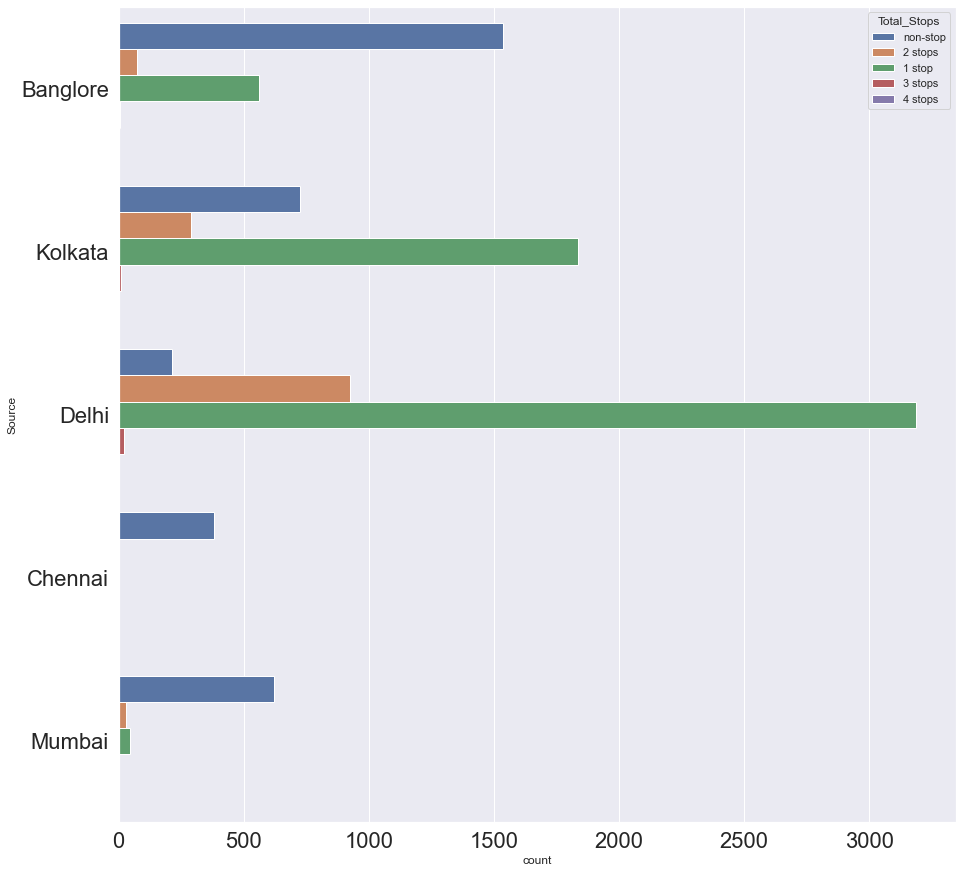 Total_Stops
non-stop
2 stops
1 stop
3 stops
4 stops
Banglore
Kolkata
Delhi
Chennai
Mumbai
Source
0 500 1000 1500 2000 2500 3000
count